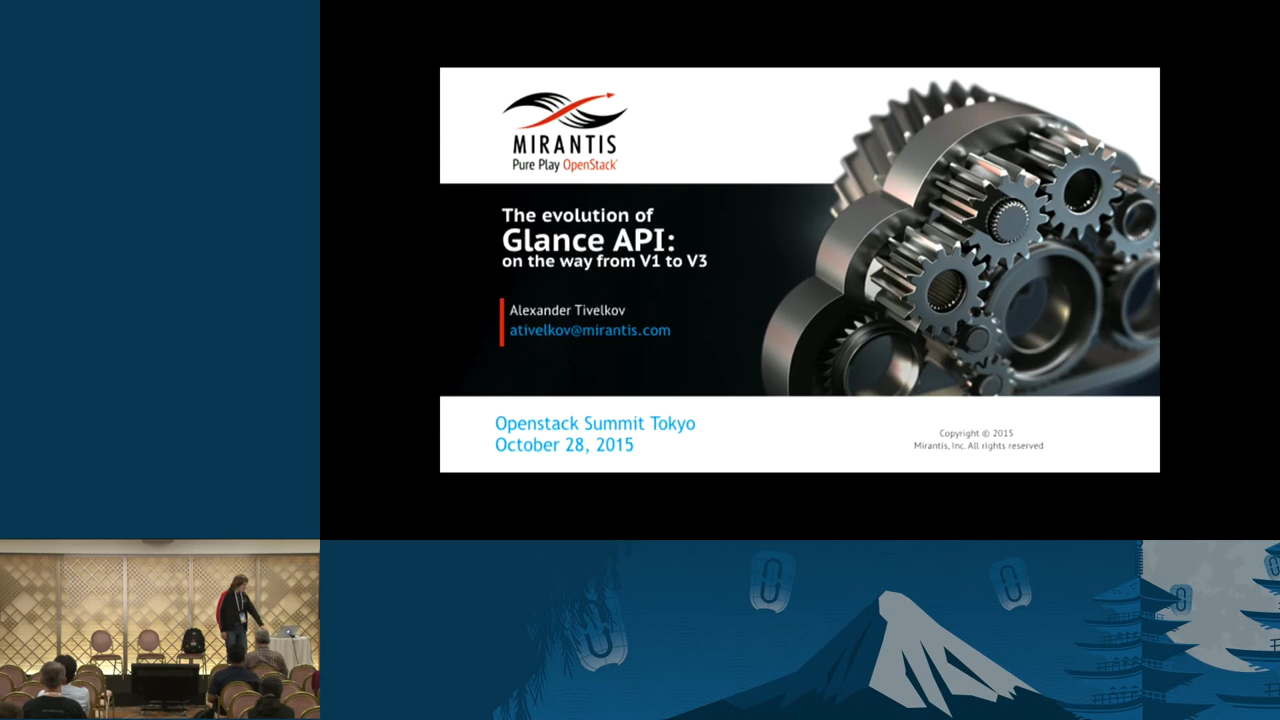 MIRANTIS
Pure Play OpenStack
The evolution of
Glance API:
on the way from V1 to V3
Alexander Tivelkov
ativelkov@mirantis.com
Openstack Summit Tokyo
October 28, 2015
Copyright © 2015
Mirantis, Inc. All rights reserved